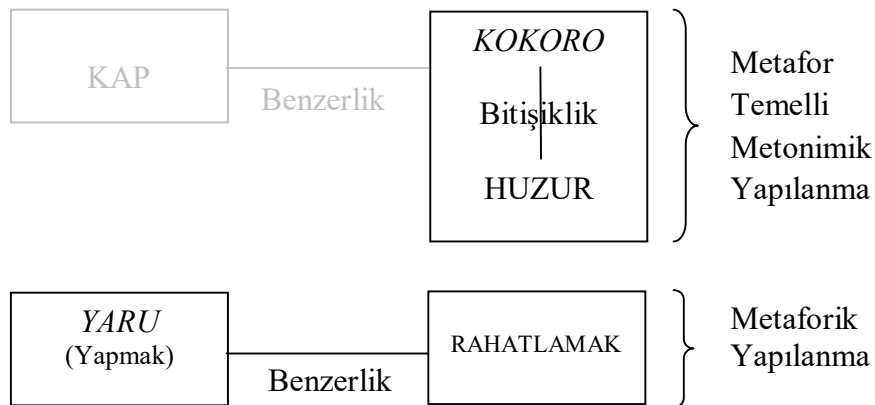 KAP
Benzerlik
KOKORO
Bitişiklik
HUZUR
Metafor
Temelli
Metonimik
Yapılanma
YARU
(Yapmak)
Benzerlik
RAHATLAMAK
Metaforik
Yapılanma